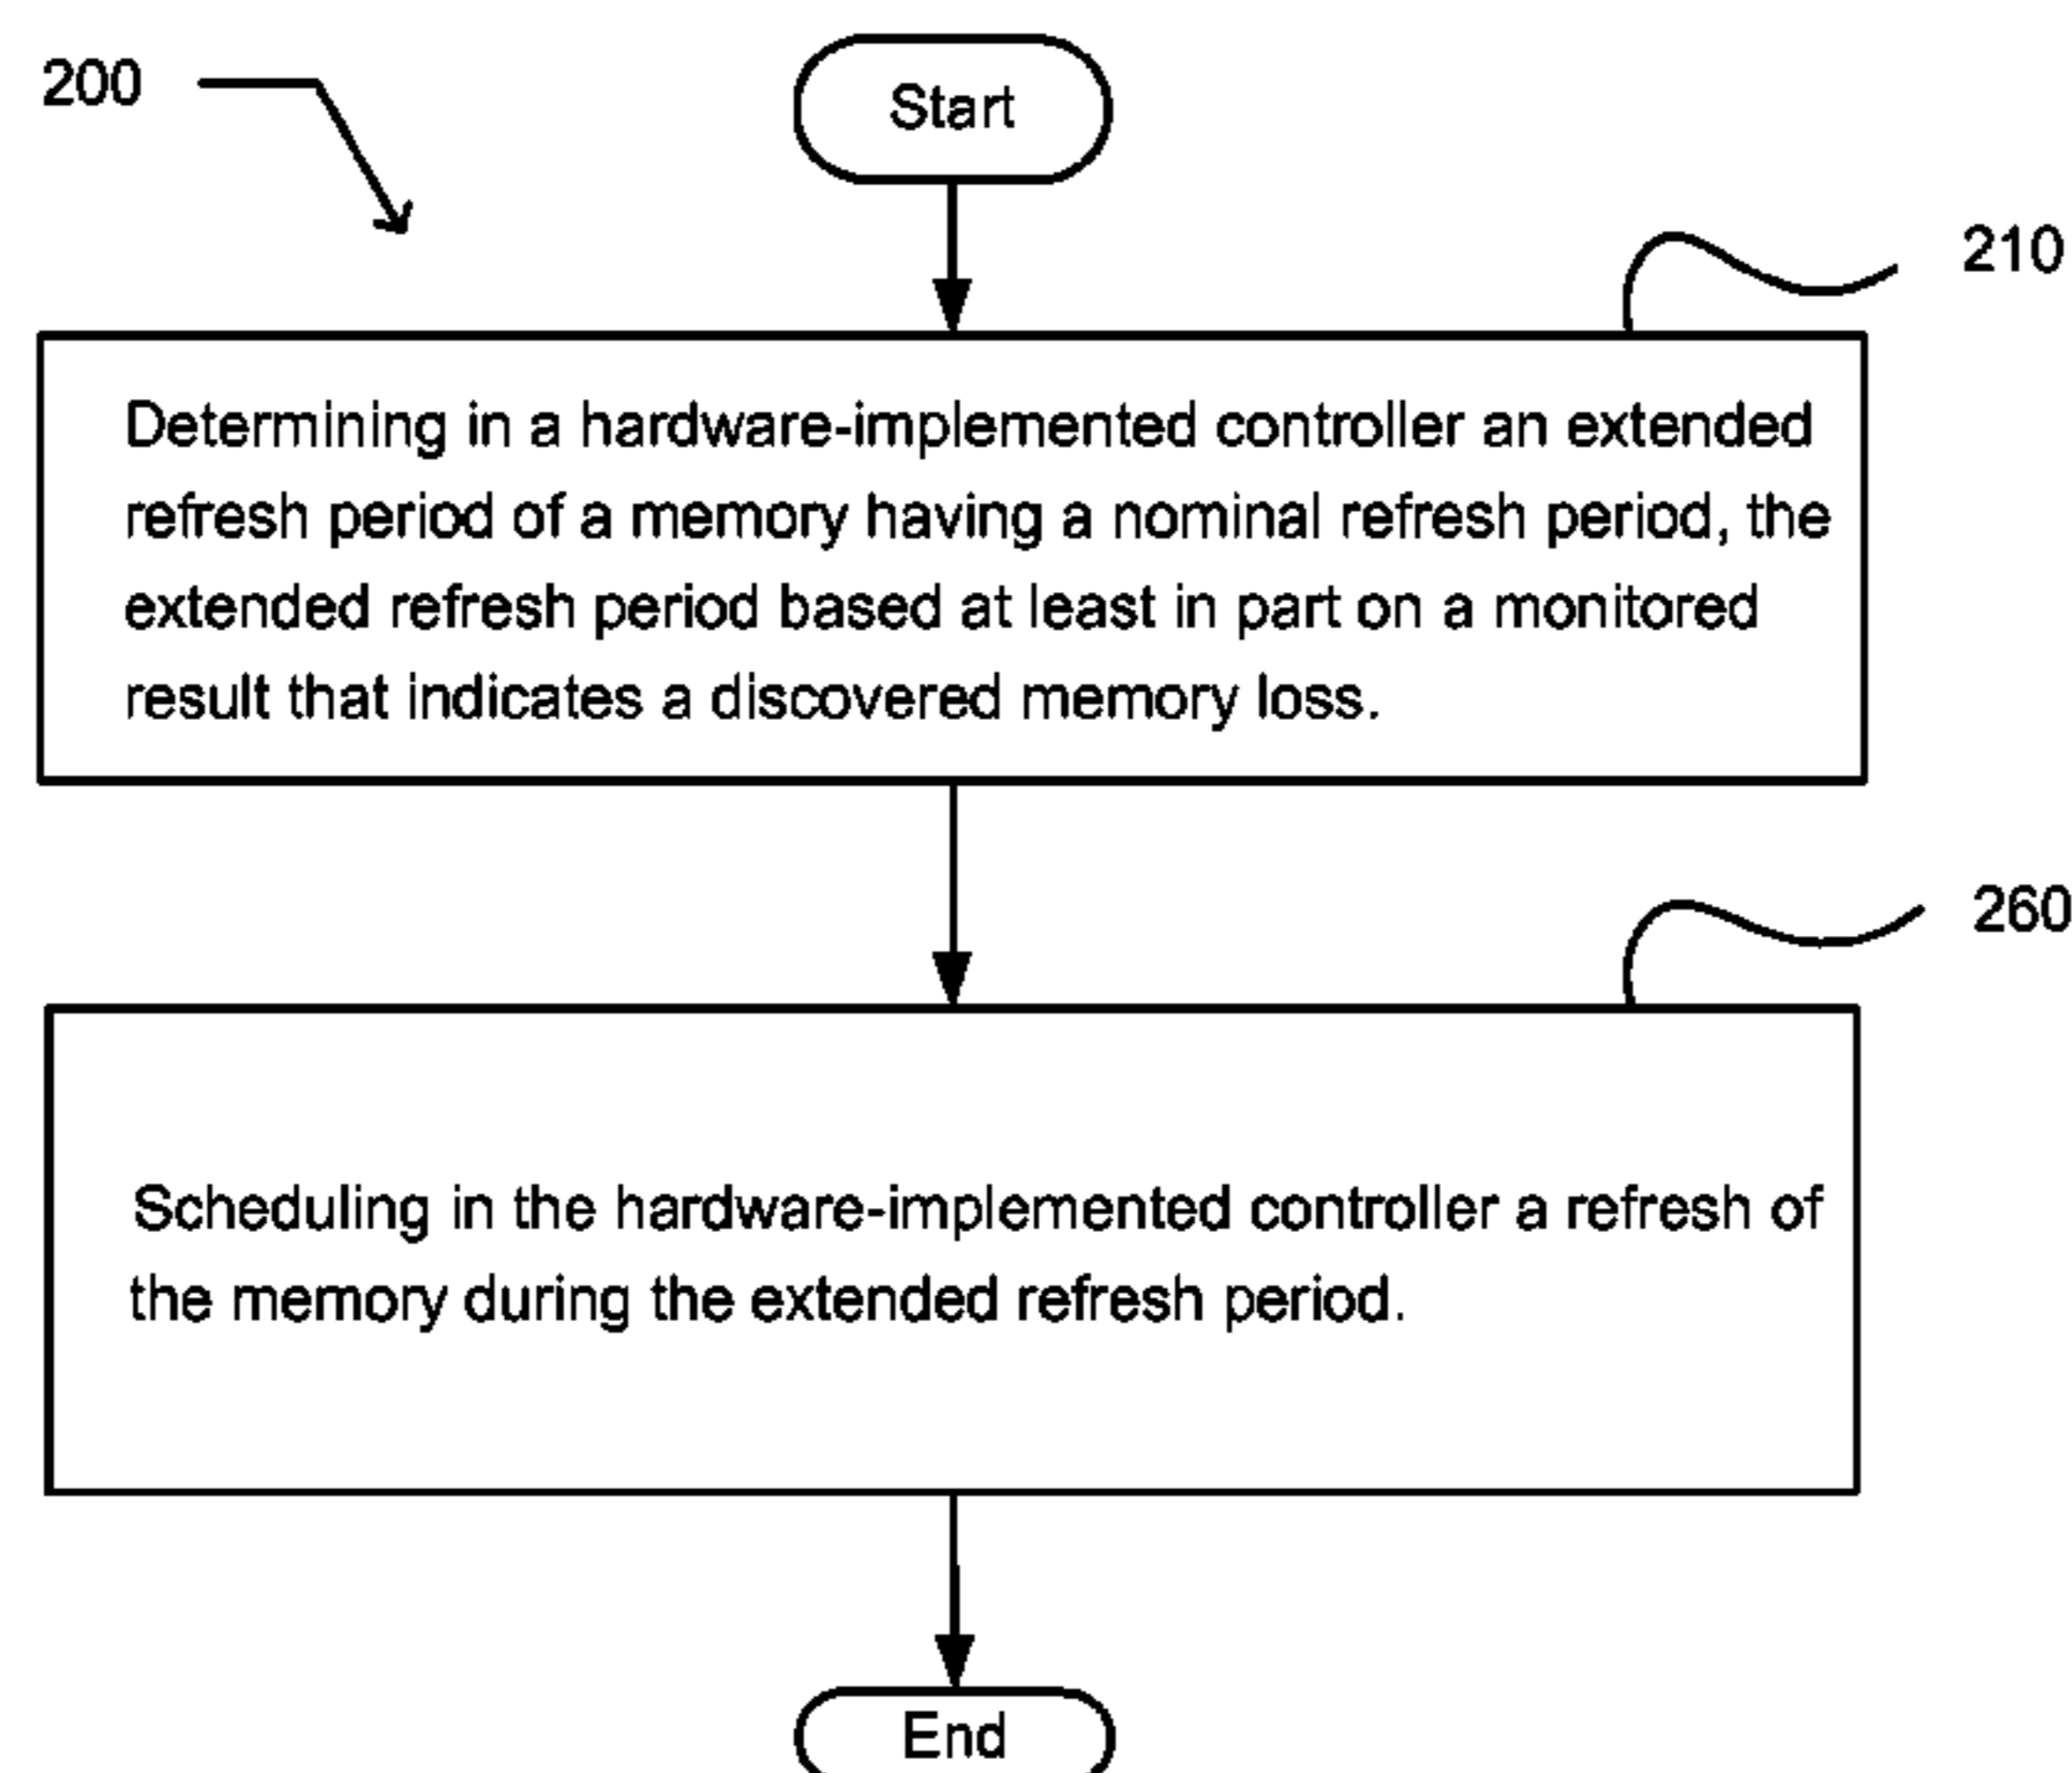 200
Start
210
Determining in a hardware-implemented controller an extended
refresh period of a memory having a nominal refresh period, the
extended refresh period based at least in part on a monitored
result that indicates a discovered memory loss.
260
Scheduling in the hardware-implemented controller a refresh of
the memory during the extended refresh period.
End